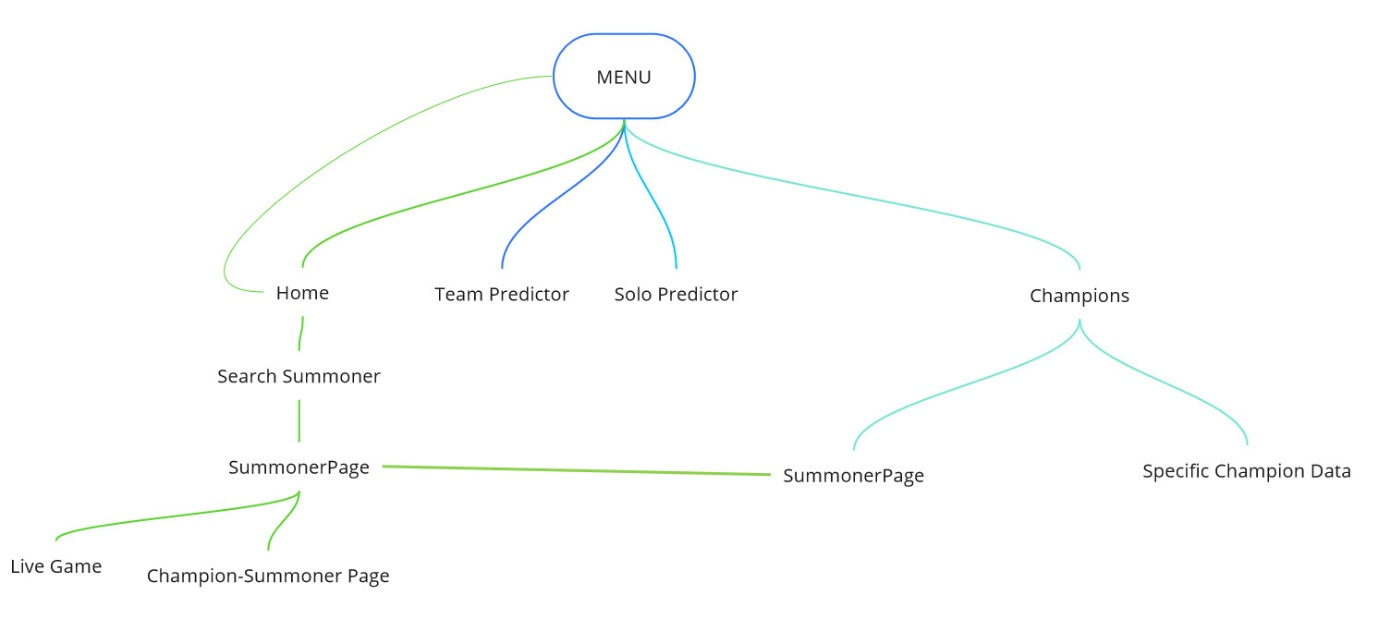 MENU
Home
Team Predictor
Solo Predictor
Champions
Search Summoner
SummonerPage
SummonerPage
Specific Champion Data
Live Game
Champion-Summoner Page